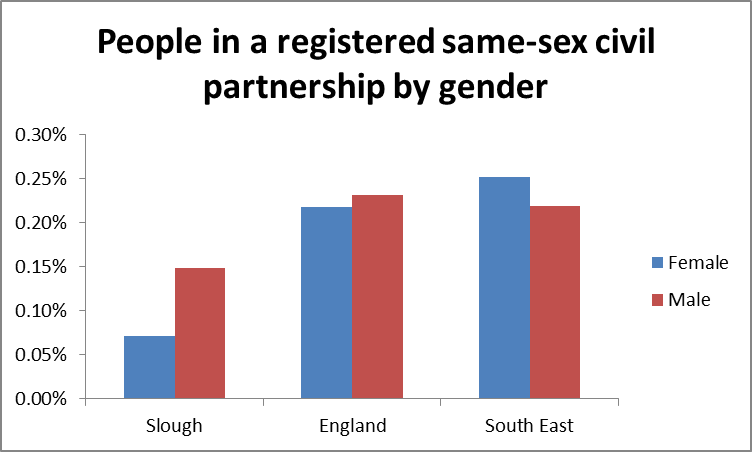 People in a registered same-sex civil
partnership by gender
0.30%
0.25%
0.20%
0.15%
0.10%
0.05%
0.00%
Slough England South East
Female
Male